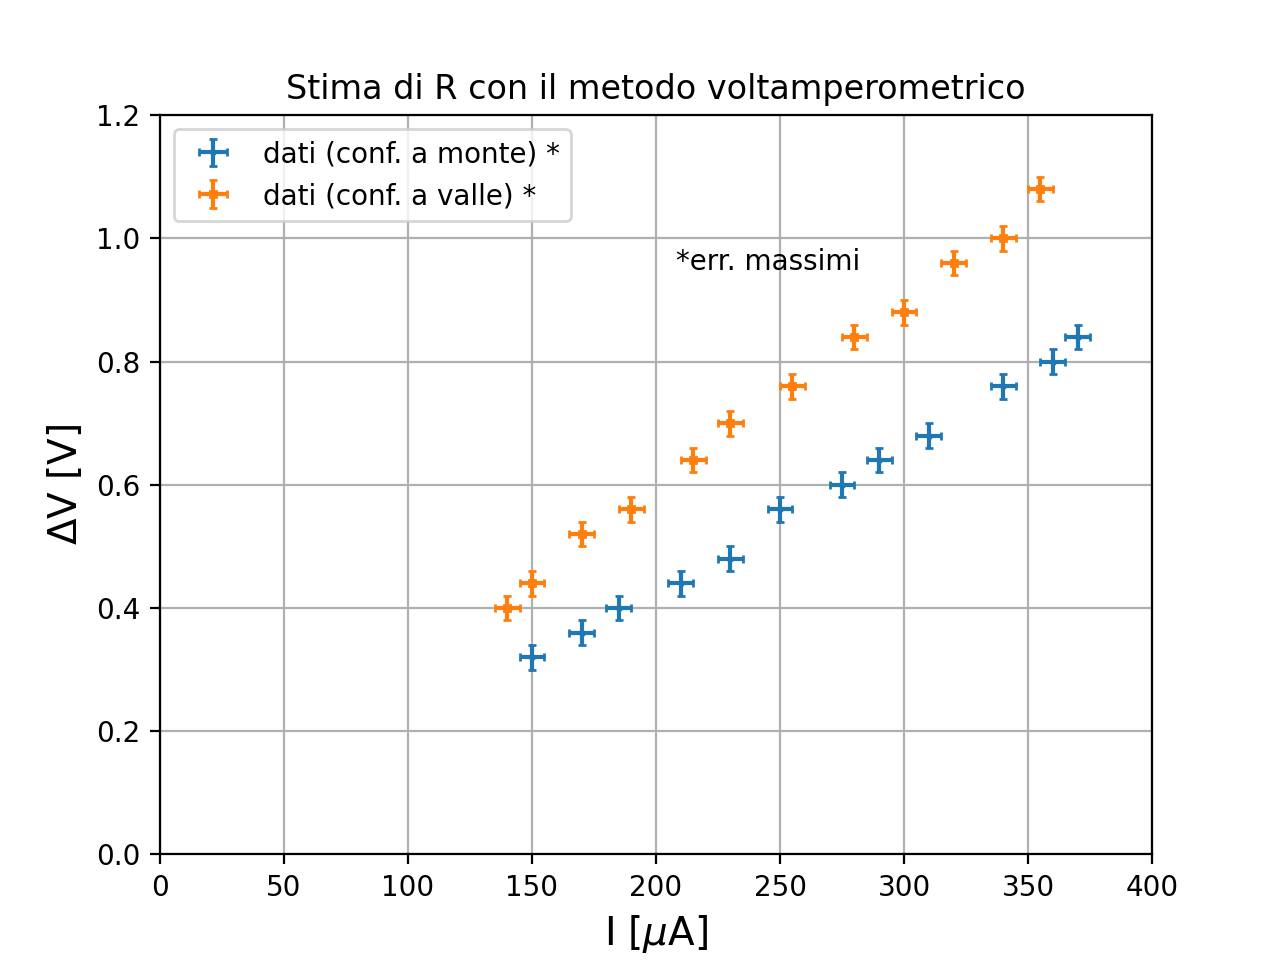 Stima di R con il metodo voltamperometrico
dati (conf. a monte) *
dati (conf. a valle) *
*err. massimi
ΔV [V]
1.2
1.0
0.8
0.6
0.4
0.2
0.0
0 50 100 150 200 250 300 350 400
I [μA]